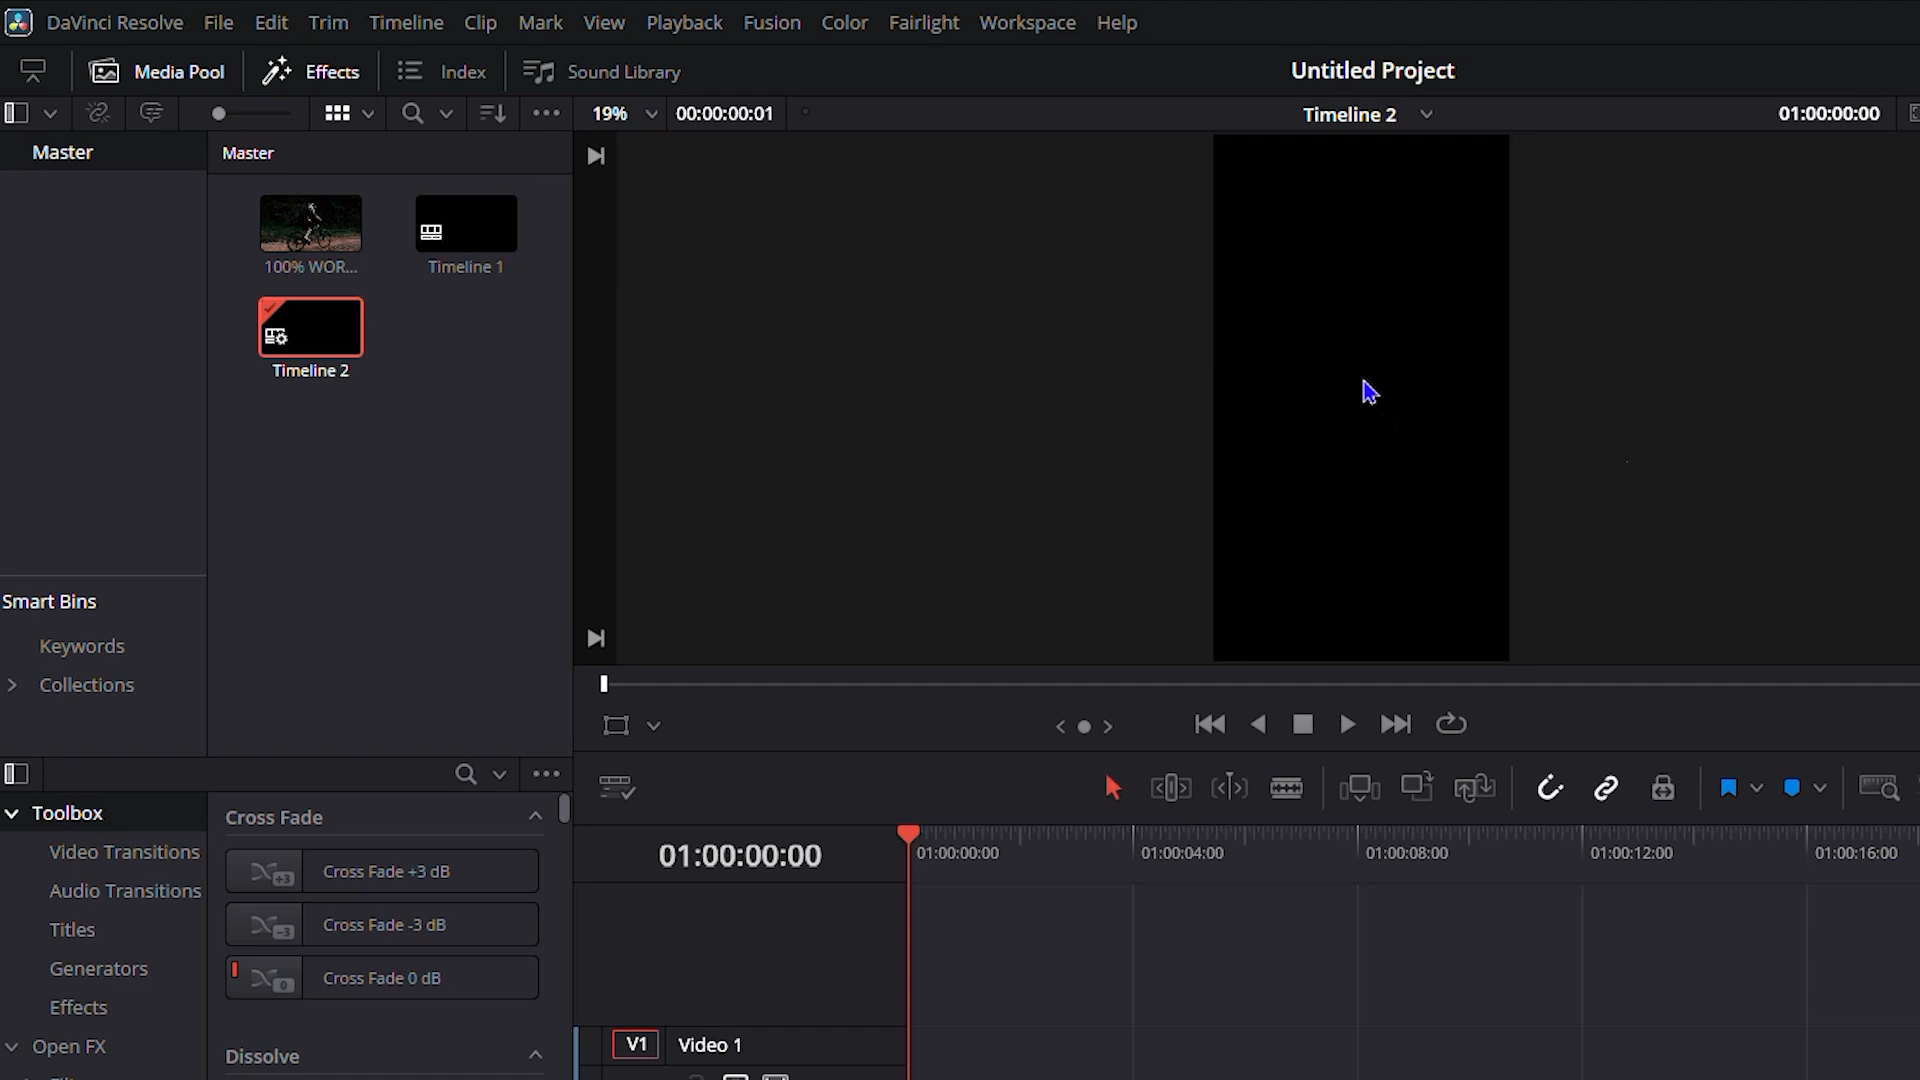 DaVinci Resolve File Edit Trim Timeline Clip Mark View Playback Fusion Color Fairlight Workspace Help
Media Pool Effects Index Sound Library Untitled Project
19% 00:00:00:01 Timeline 2 01:00:00:00
Master
Master
100% WOR... Timeline 1
Timeline 2
Smart Bins
Keywords
Collections
Toolbox
Video Transitions
Audio Transitions
Titles
Generators
Effects
Open FX
Cross Fade
+3 Cross Fade +3 dB
-3 Cross Fade -3 dB
0 Cross Fade 0 dB
Dissolve
01:00:00:00
01:00:00:00 01:00:04:00 01:00:08:00 01:00:12:00 01:00:16:00
V1 Video 1